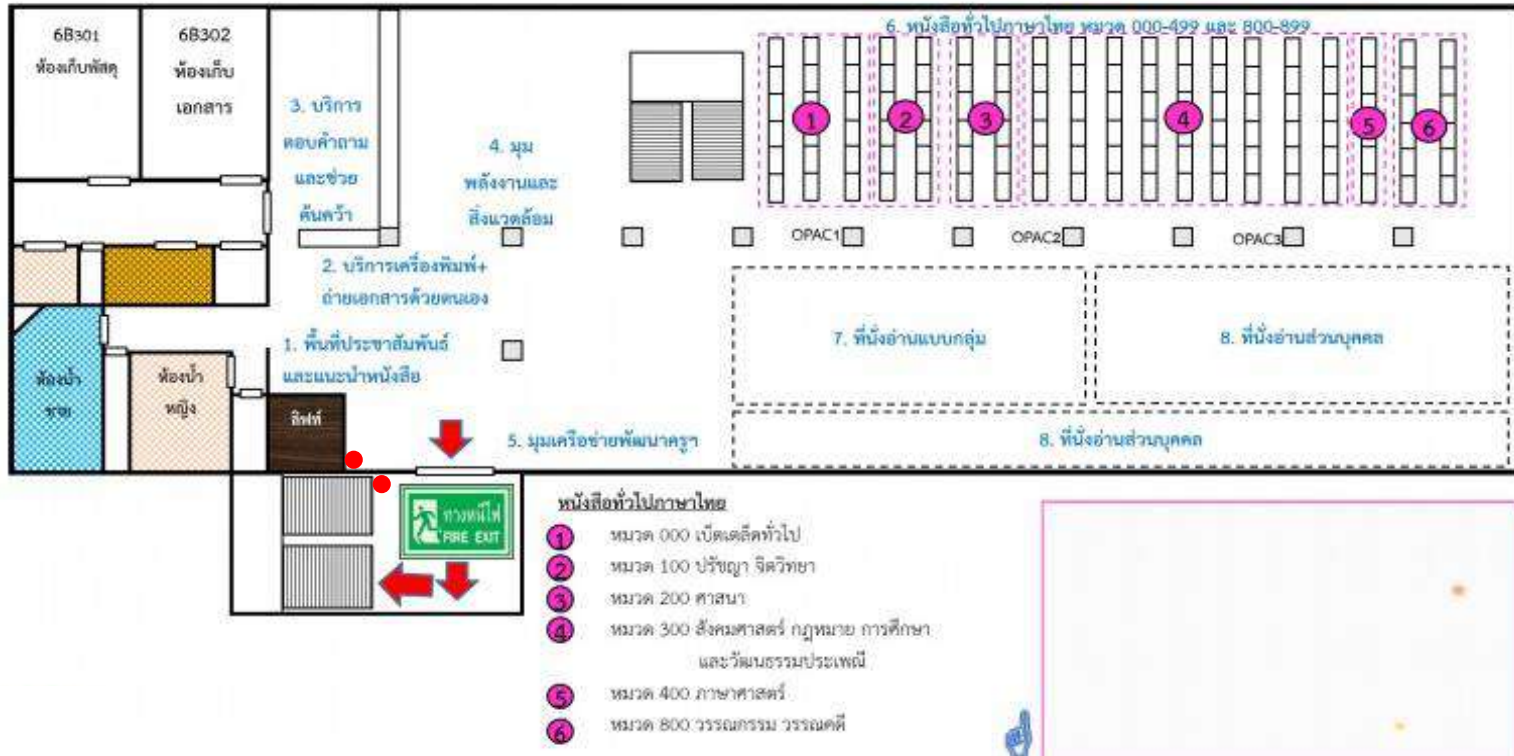 6B301
ห้องเก็บพัสดุ
6B302
ห้องเก็บ
เอกสาร
3. บริการ
ตอบคำถาม
และช่วย
ค้นคว้า
4. มุม
พลังงานและ
สิ่งแวดล้อม
6. หนังสือทั่วไปภาษาไทย หมวด 000-499 และ 800-899
1
2
3
4
5
6
OPAC1
OPAC2
OPAC3
2. บริการเครื่องพิมพ์+
ถ่ายเอกสารด้วยตนเอง
1. พื้นที่ประชาสัมพันธ์
และแนะนำหนังสือ
7. ที่นั่งอ่านแบบกลุ่ม
8. ที่นั่งอ่านส่วนบุคคล
ห้องน้ำ
ชาย
ห้องน้ำ
หญิง
ลิฟท์
5. มุมเครือข่ายพัฒนาครูฯ
8. ที่นั่งอ่านส่วนบุคคล
ทางหนีไฟ
FIRE EXIT
หนังสือทั่วไปภาษาไทย
1 หมวด 000 เบ็ดเตล็ดทั่วไป
2 หมวด 100 ปรัชญา จิตวิทยา
3 หมวด 200 ศาสนา
4 หมวด 300 สังคมศาสตร์ กฎหมาย การศึกษา
และวัฒนธรรมประเพณี
5 หมวด 400 ภาษาศาสตร์
6 หมวด 800 วรรณกรรม วรรณคดี